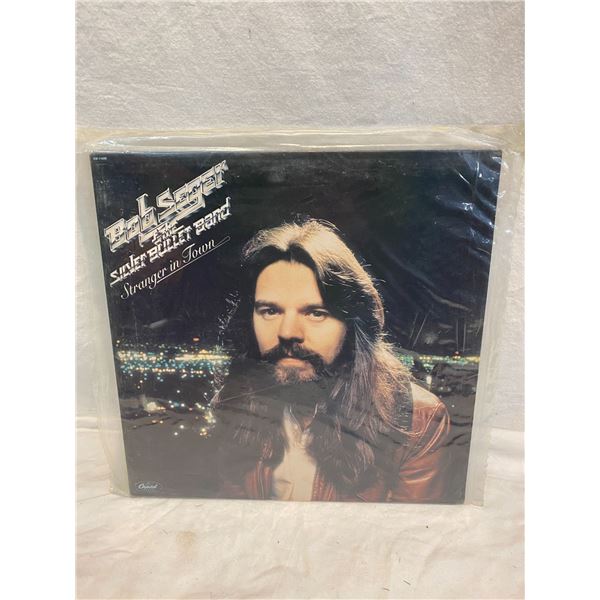 Bob Seger
& the
Silver Bullet Band
Stranger in Town
Capitol